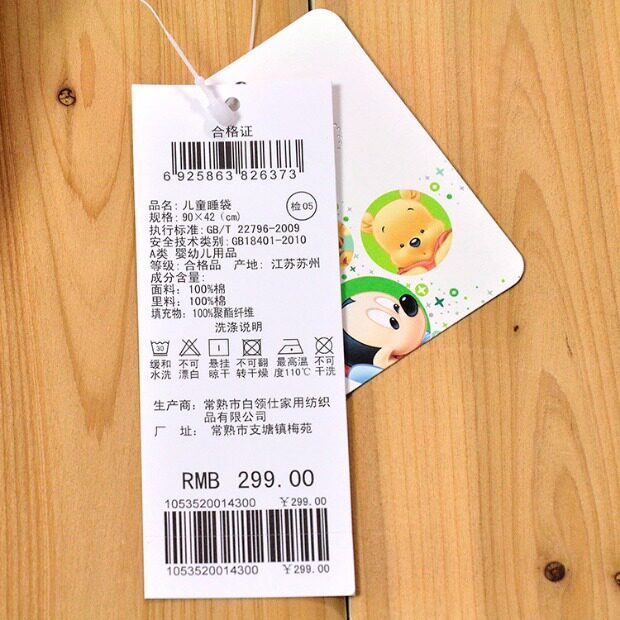 合格证
6 925863 826373
品名: 儿童睡袋
检05
规格: 90×42 (cm)
执行标准: GB/T 22796-2009
安全技术类别: GB18401-2010
A类 婴幼儿用品
等级: 合格品 产地: 江苏苏州
成分含量:
面料: 100%棉
里料: 100%棉
填充物: 100%聚酯纤维
洗涤说明
30
缓和 不可 悬挂 不可翻 最高温 不可
水洗 漂白 晾干 转干燥 度110℃ 干洗
生产商: 常熟市白领仕家用纺织
品有限公司
厂 址: 常熟市支塘镇梅苑
RMB 299.00
1053520014300 ¥299.00
1053520014300 ¥299.00